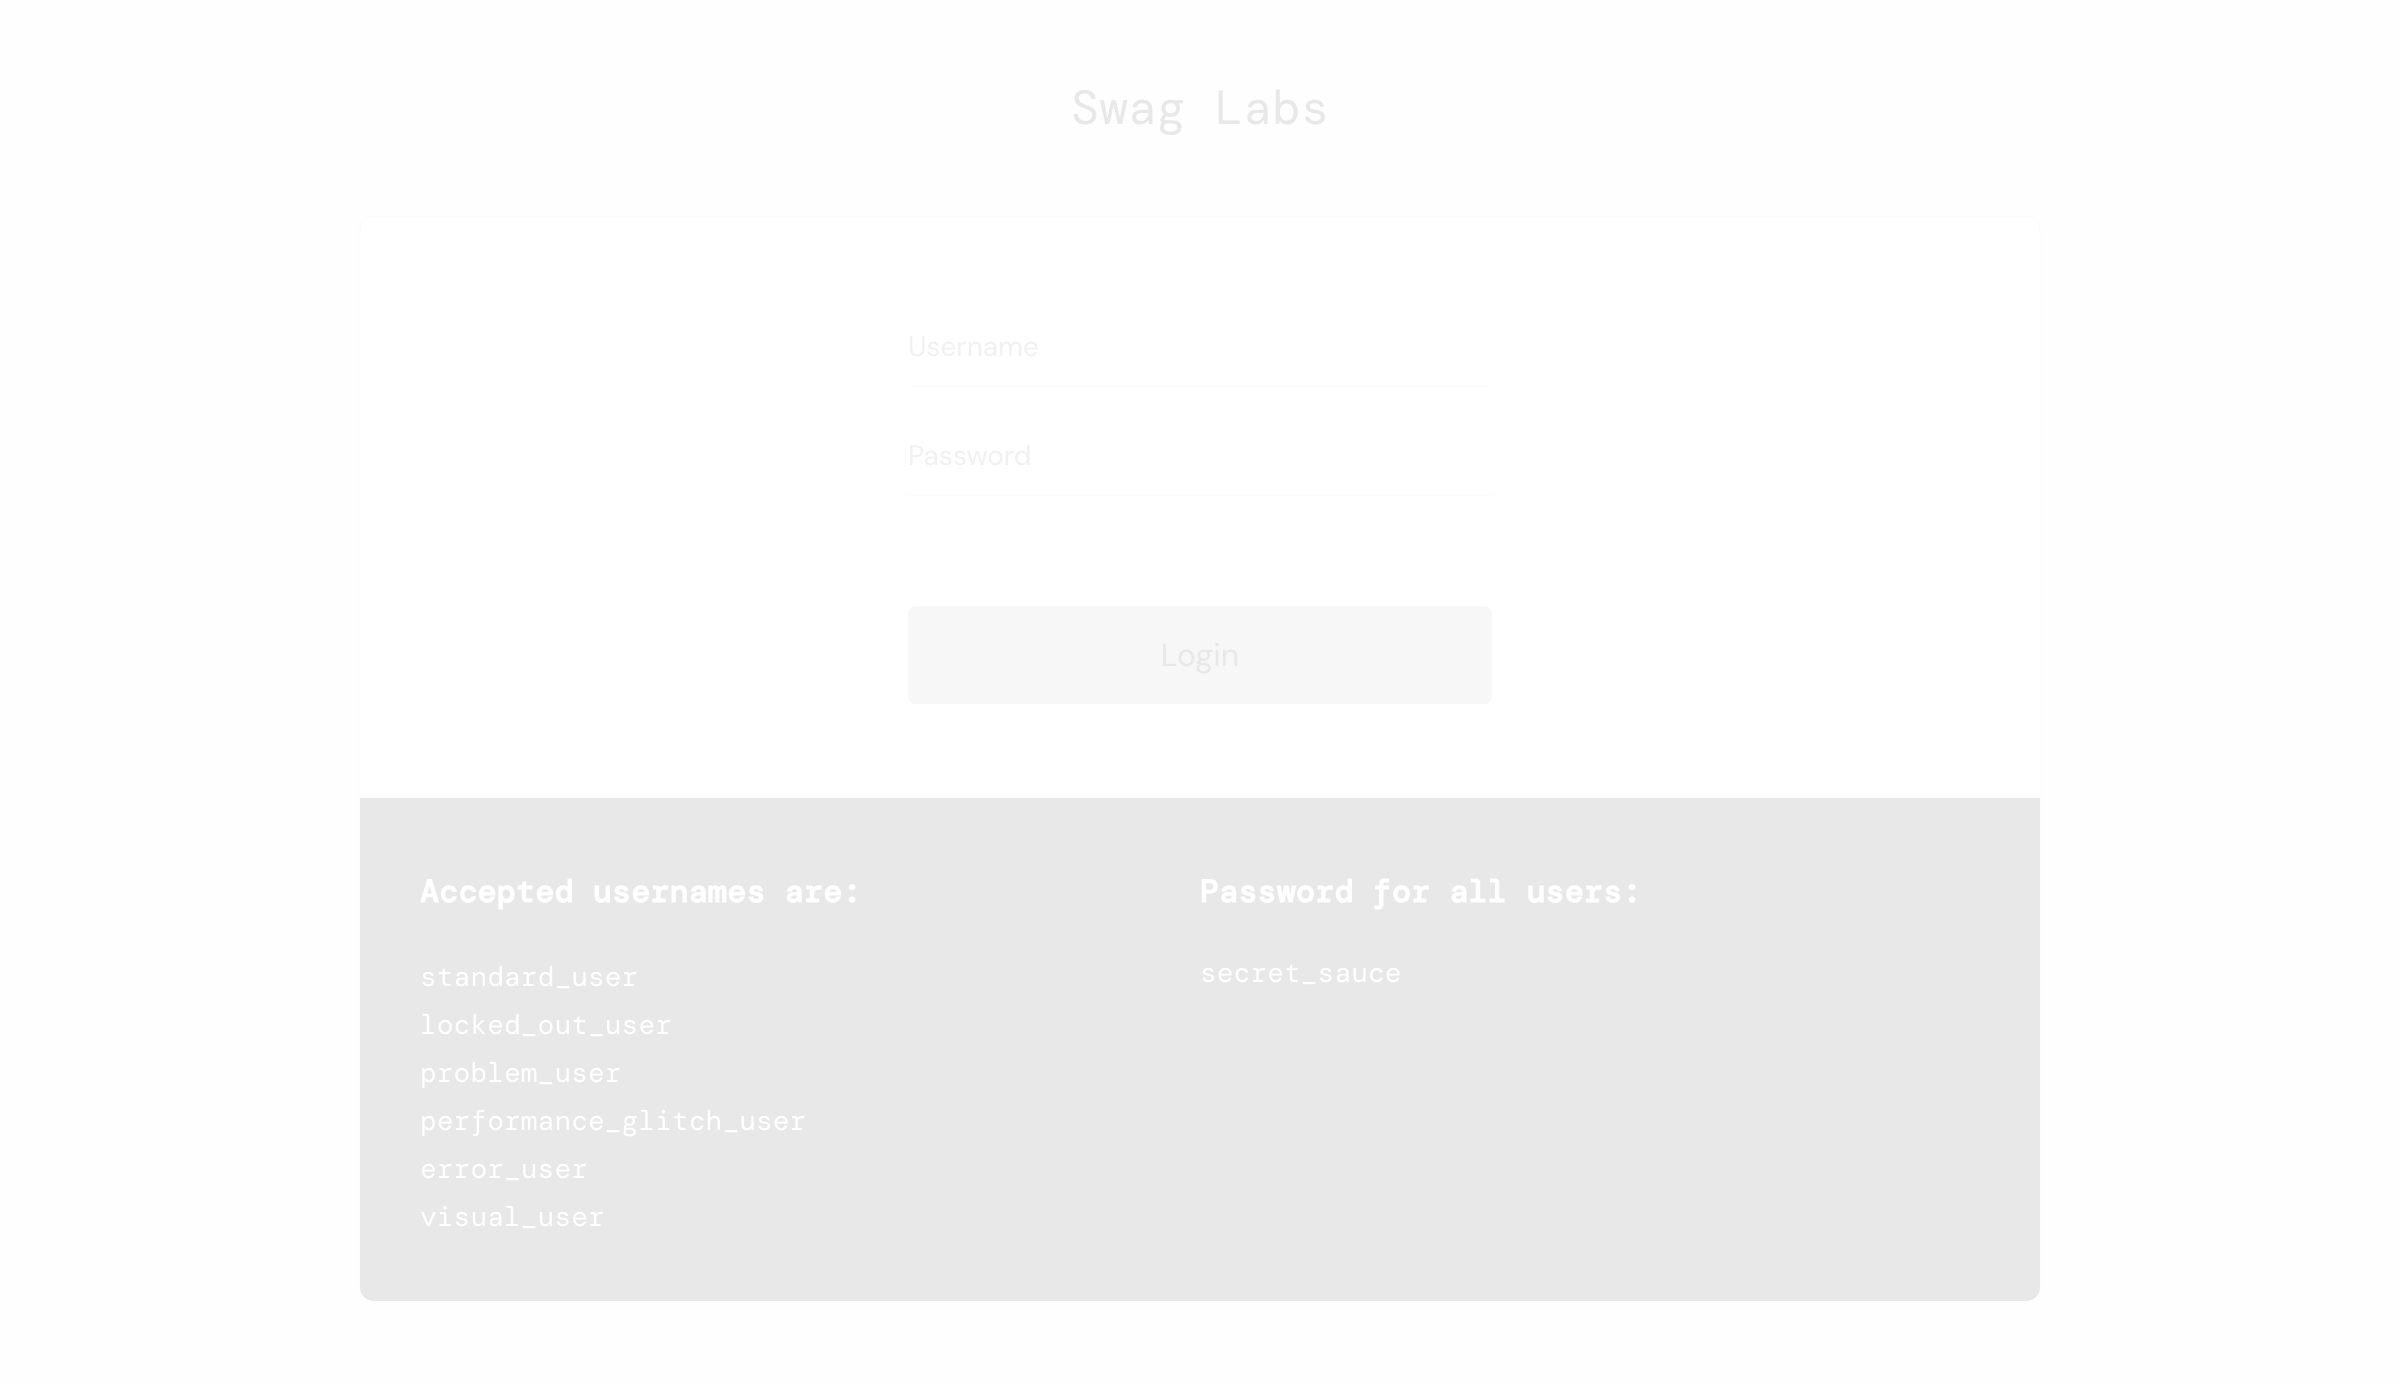 Swag Labs
Username
Password
Login
Accepted usernames are:
standard_user
locked_out_user
problem_user
performance_glitch_user
error_user
visual_user
Password for all users:
secret_sauce